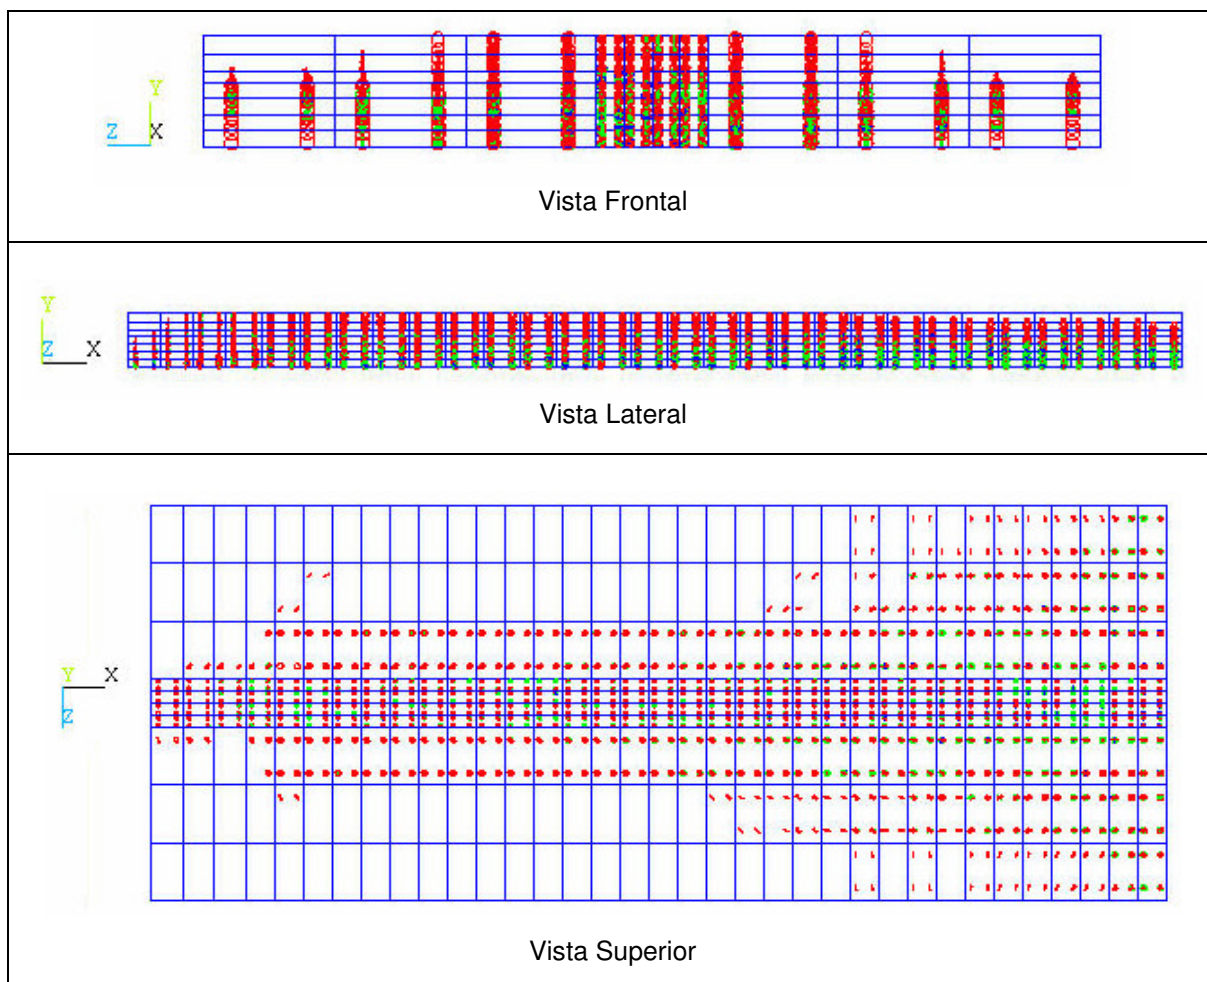 Y
Z X
Vista Frontal
Y
Z X
Vista Lateral
Y X
Z
Vista Superior